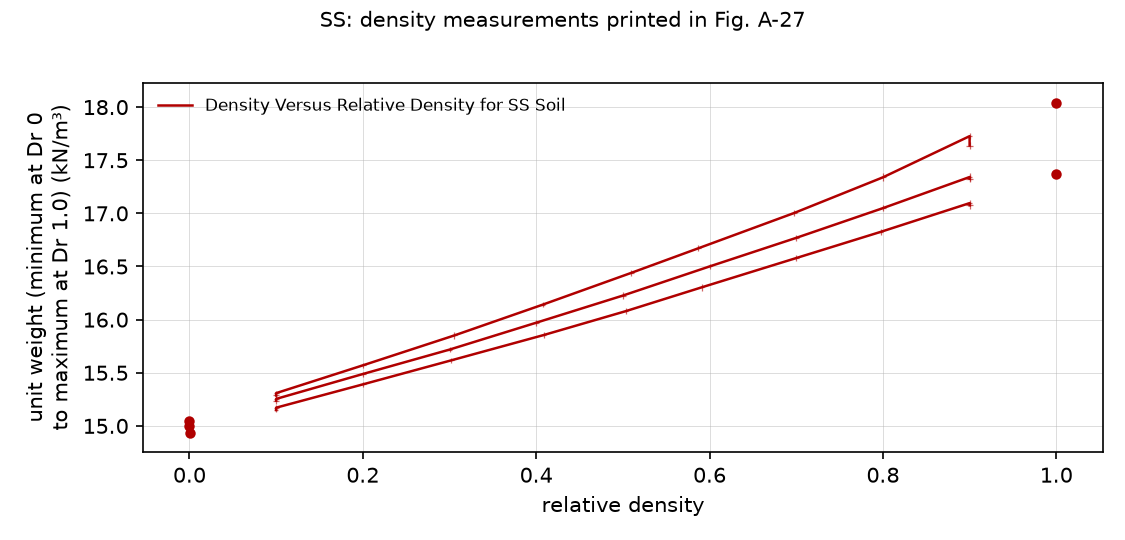 SS: density measurements printed in Fig. A-27
Density Versus Relative Density for SS Soil
unit weight (minimum at Dr 0
to maximum at Dr 1.0) (kN/m³)
18.0
17.5
17.0
16.5
16.0
15.5
15.0
0.0 0.2 0.4 0.6 0.8 1.0
relative density